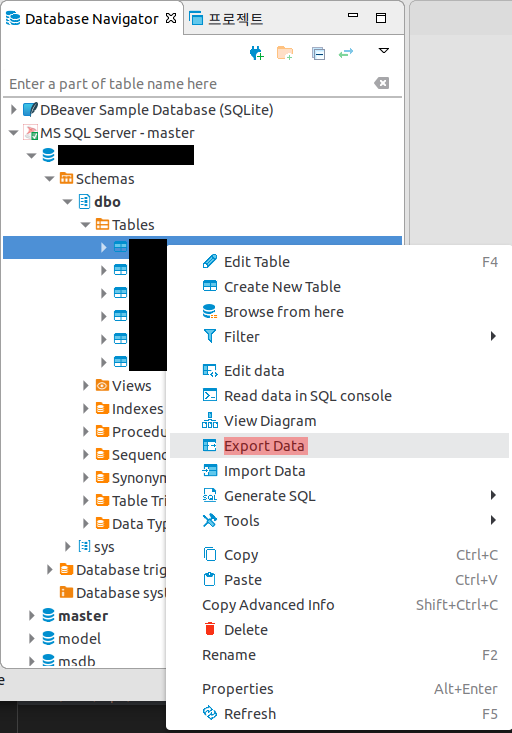 Database Navigator
프로젝트
Enter a part of table name here
DBeaver Sample Database (SQLite)
MS SQL Server - master
Schemas
dbo
Tables
Edit Table F4
Create New Table
Browse from here
Filter
Edit data
Read data in SQL console
View Diagram
Export Data
Import Data
Generate SQL
Tools
Copy Ctrl+C
Paste Ctrl+V
Copy Advanced Info Shift+Ctrl+C
Delete
Rename F2
Properties Alt+Enter
Refresh F5
Views
Indexes
Procedu
Sequenc
Synonym
Table Tri
Data Typ
sys
Database trig
Database syst
master
model
msdb
e